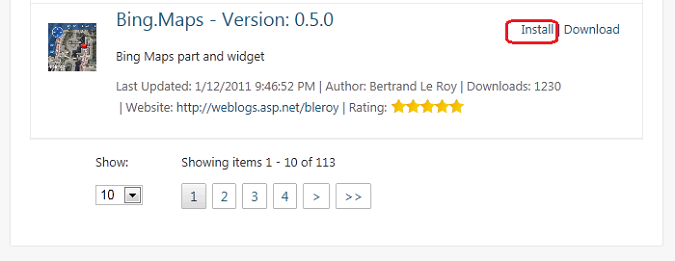 Bing.Maps - Version: 0.5.0
Install | Download
Bing Maps part and widget
Last Updated: 1/12/2011 9:46:52 PM | Author: Bertrand Le Roy | Downloads: 1230
| Website: http://weblogs.asp.net/bleroy | Rating:
Show: Showing items 1 - 10 of 113
10 1 2 3 4 > >>